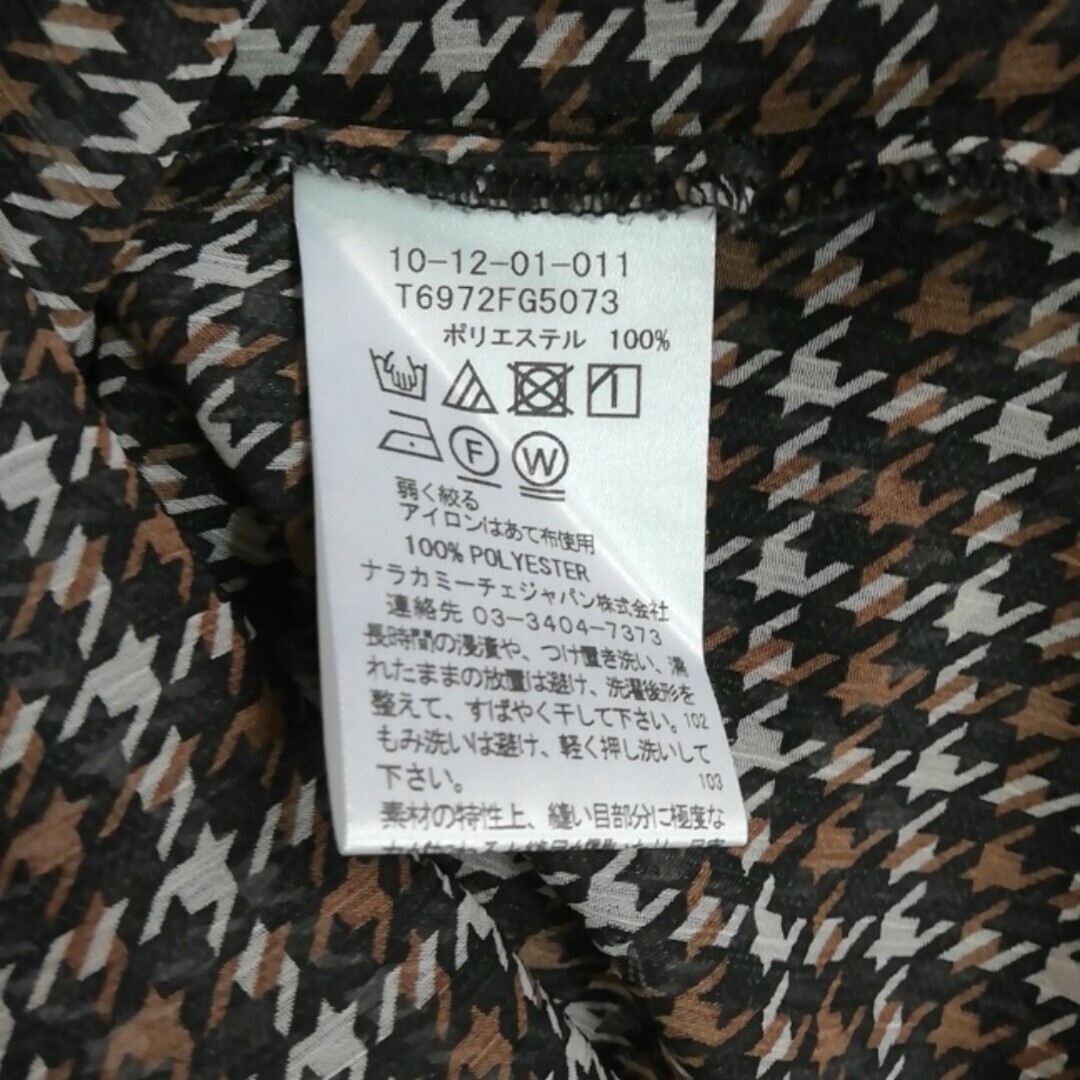 10-12-01-011
T6972FG5073
ポリエステル 100%
F W
弱く絞る
アイロンはあて布使用
100% POLYESTER
ナラカミーチェジャパン株式会社
連絡先 03-3404-7373
長時間の浸漬や、つけ置き洗い、濡
れたままの放置は避け、洗濯後形を
整えて、すばやく干して下さい。102
もみ洗いは避け、軽く押し洗いして
下さい。 103
素材の特性上、縫い目部分に極度な